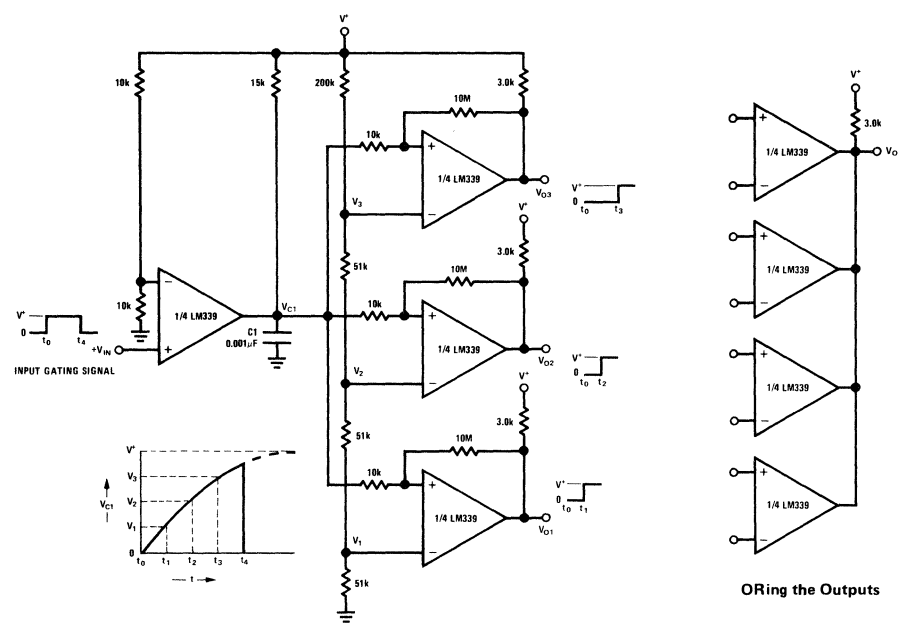 V⁺
10k
15k
200k
3.0k
10M
10k
+
1/4 LM339
−
V₃
V_O3
V⁺
0
t₀ t₃
V⁺
3.0k
51k
10M
−
10k
1/4 LM339
+
V⁺
0
t₀ t₄
+V_IN
INPUT GATING SIGNAL
V_C1
C1
0.001μF
10k
+
1/4 LM339
−
V₂
V_O2
V⁺
0
t₀ t₂
V⁺
3.0k
51k
10M
10k
+
1/4 LM339
−
V₁
V_O1
V⁺
0
t₀ t₁
51k
V⁺
V₃
V₂
V₁
0
V_C1
t₀ t₁ t₂ t₃ t₄
t
V⁺
3.0k
V_O
+
1/4 LM339
−
+
1/4 LM339
−
+
1/4 LM339
−
+
1/4 LM339
−
ORing the Outputs